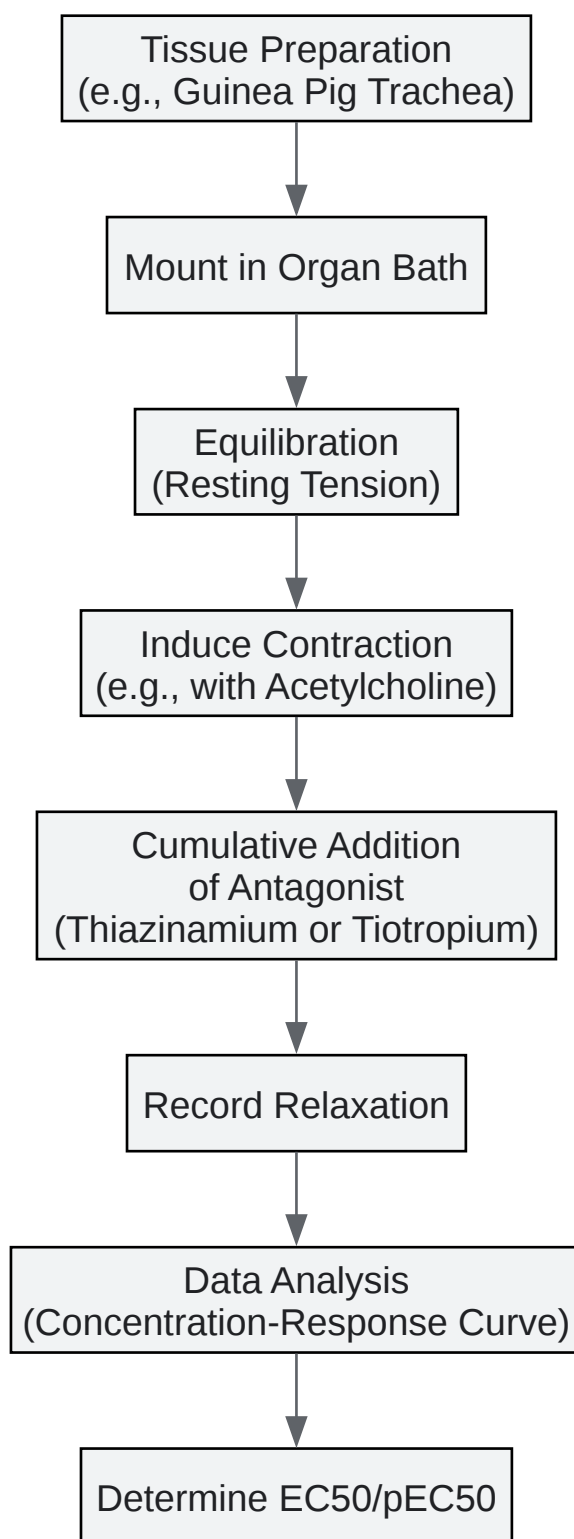 Tissue Preparation
(e.g., Guinea Pig Trachea)
Mount in Organ Bath
Equilibration
(Resting Tension)
Induce Contraction
(e.g., with Acetylcholine)
Cumulative Addition
of Antagonist
(Thiazinamium or Tiotropium)
Record Relaxation
Data Analysis
(Concentration-Response Curve)
Determine EC50/pEC50